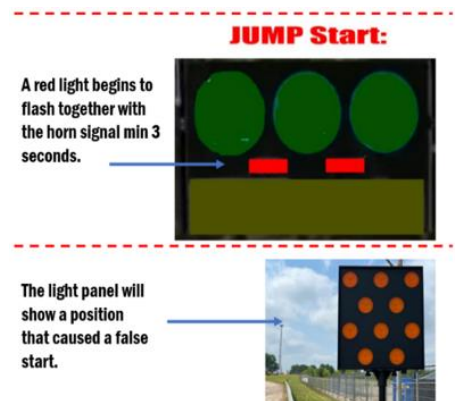 JUMP Start:
A red light begins to
flash together with
the horn signal min 3
seconds.
The light panel will
show a position
that caused a false
start.